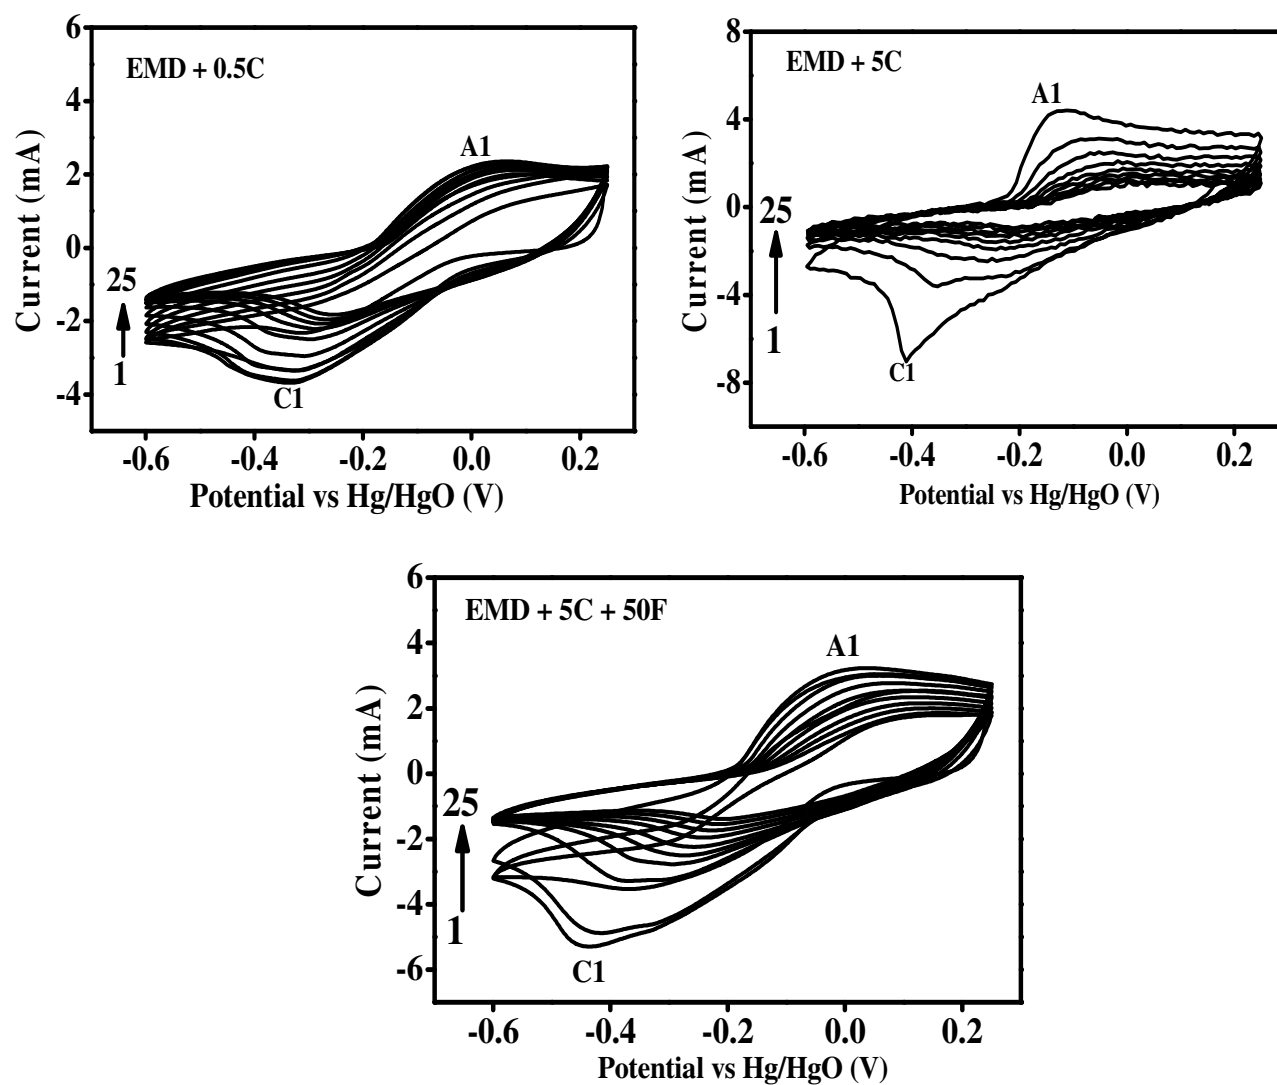 EMD + 0.5C
6
4
2
0
-2
-4
Current (mA)
A1
25
1
C1
-0.6 -0.4 -0.2 0.0 0.2
Potential vs Hg/HgO (V)
EMD + 5C
8
4
0
-4
-8
Current (mA)
A1
25
1
C1
-0.6 -0.4 -0.2 0.0 0.2
Potential vs Hg/HgO (V)
EMD + 5C + 50F
6
4
2
0
-2
-4
-6
Current (mA)
A1
25
1
C1
-0.6 -0.4 -0.2 0.0 0.2
Potential vs Hg/HgO (V)